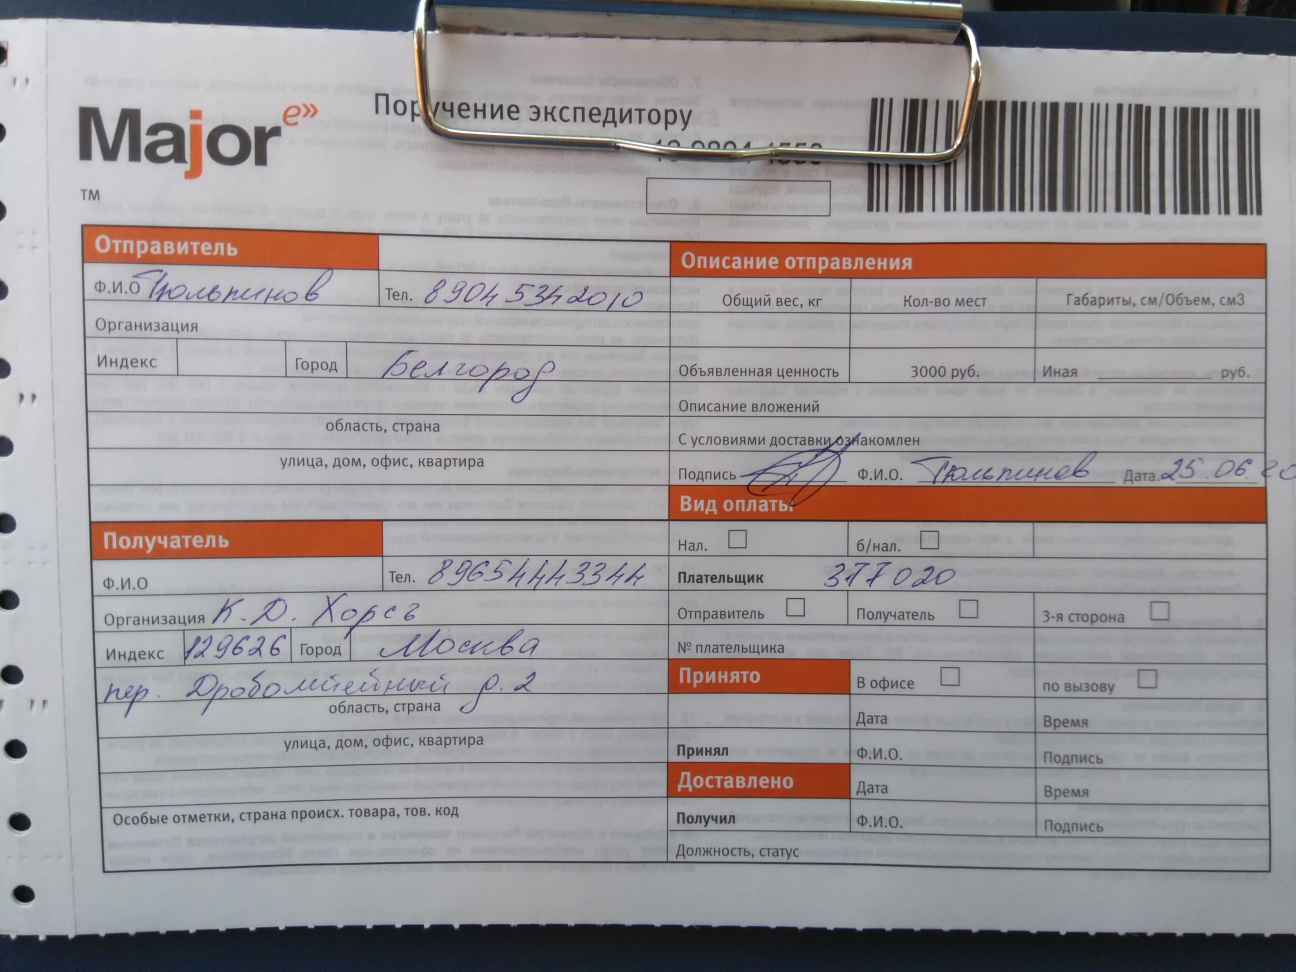 Major e»
Поручение экспедитору
TM
Отправитель
Ф.И.О Тюльпинов Тел. 89045342010
Организация
Индекс Город Белгород
область, страна
улица, дом, офис, квартира
Получатель
Ф.И.О Тел. 89654443344
Организация К.Д. Хорсъ
Индекс 129626 Город Москва
пер. Дроболитейный д. 2
область, страна
улица, дом, офис, квартира
Особые отметки, страна происх. товара, тов. код
Описание отправления
Общий вес, кг Кол-во мест Габариты, см/Объем, см3
Объявленная ценность 3000 руб. Иная руб.
Описание вложений
С условиями доставки ознакомлен
Подпись Ф.И.О. Тюльпинов Дата 25.06.20
Вид оплаты
Нал. б/нал.
Плательщик 377020
Отправитель Получатель 3-я сторона
№ плательщика
Принято В офисе по вызову
Дата Время
Принял Ф.И.О. Подпись
Доставлено Дата Время
Получил Ф.И.О. Подпись
Должность, статус